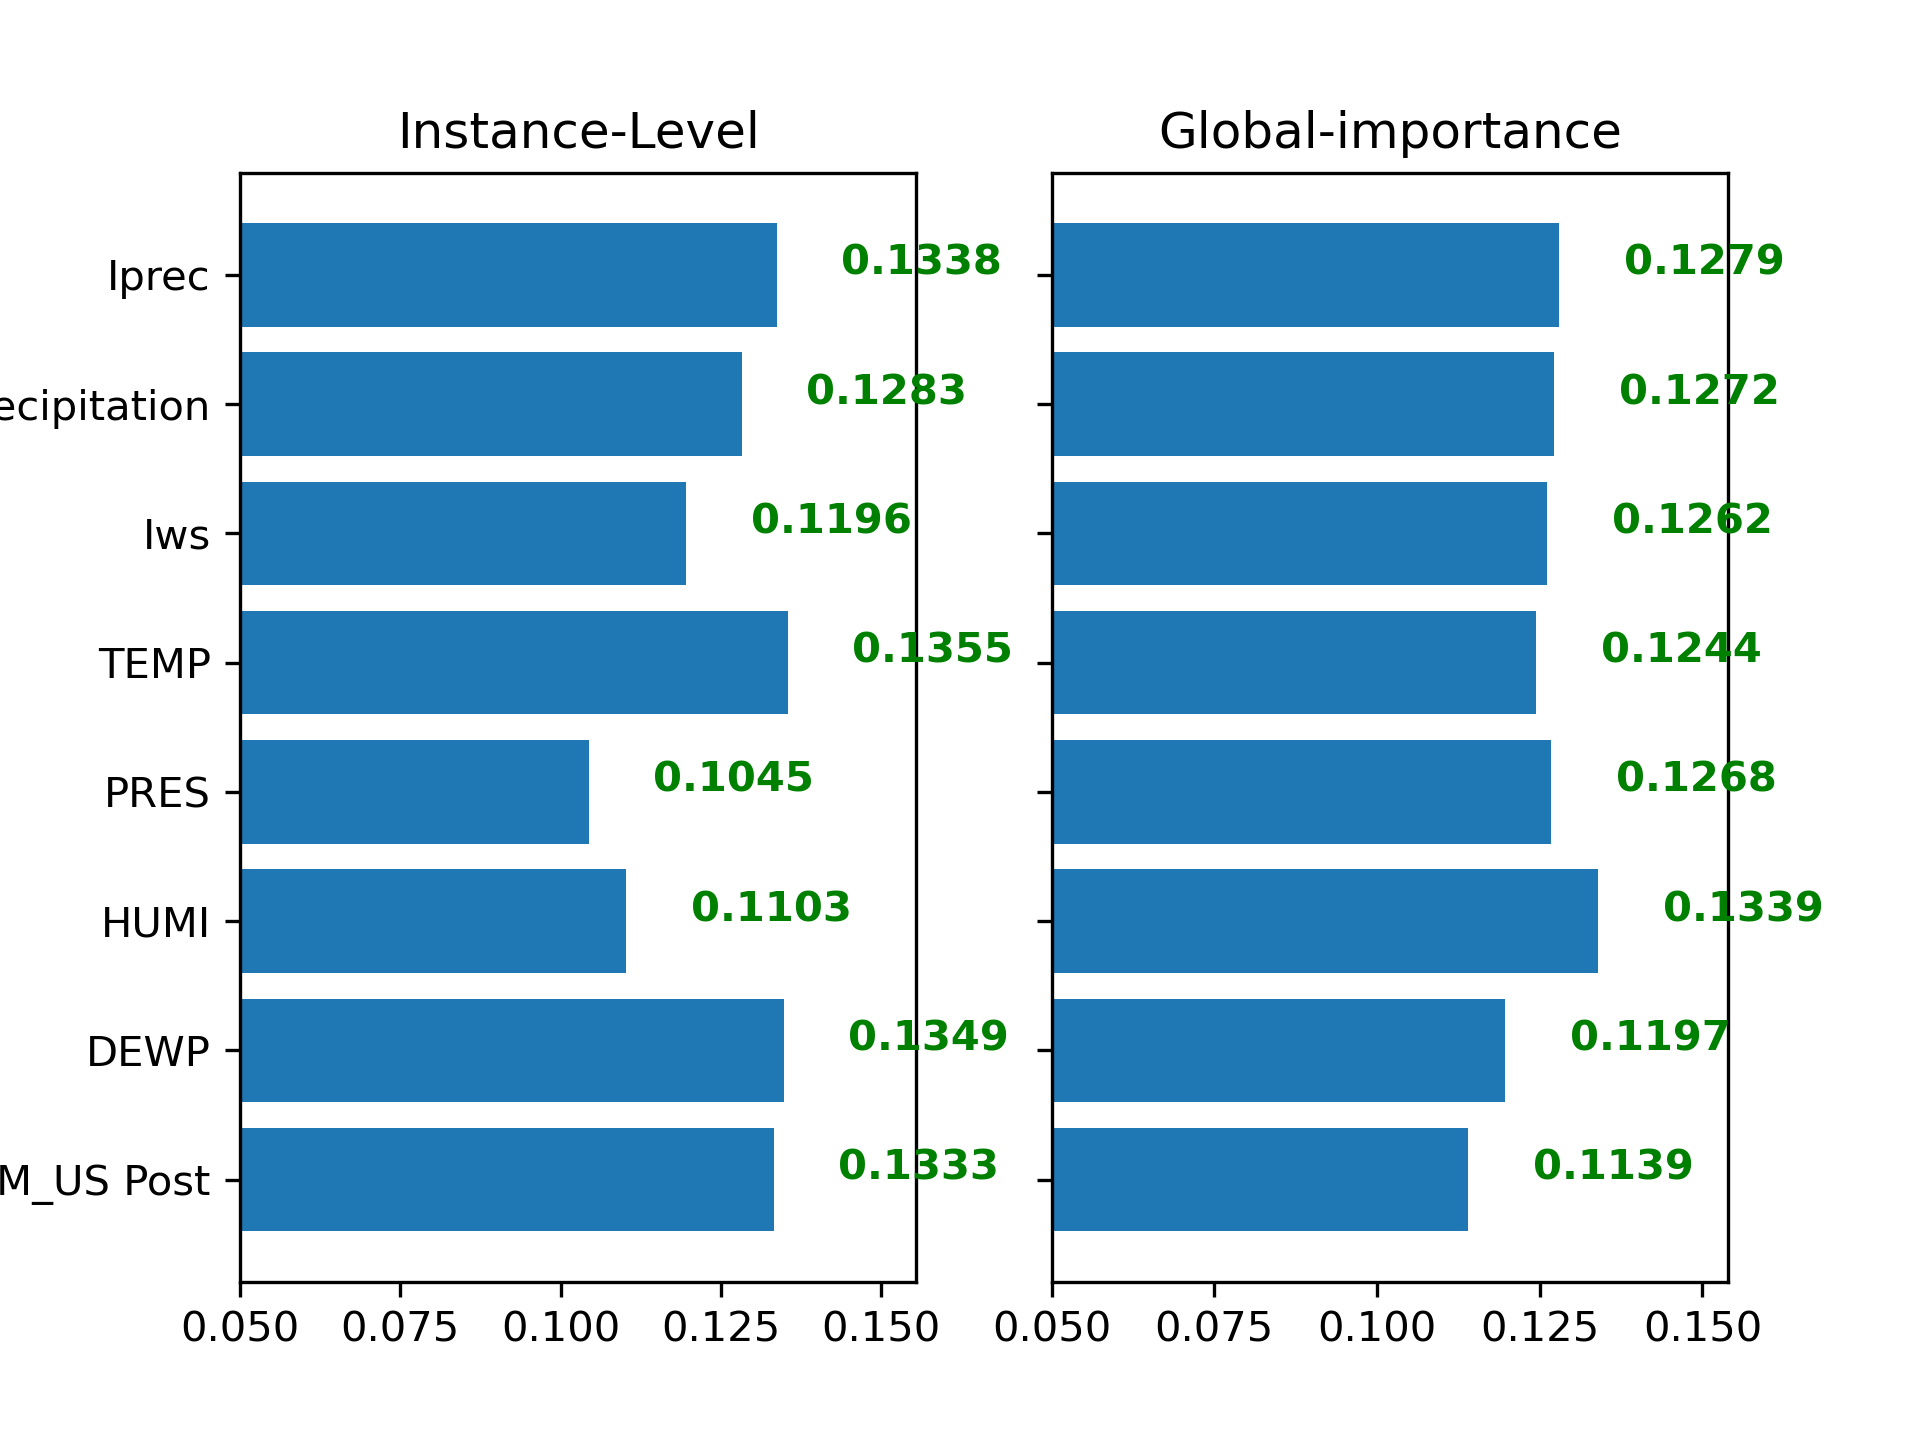 Instance-Level Global-importance
Iprec 0.1338 0.1279
ecipitation 0.1283 0.1272
Iws 0.1196 0.1262
TEMP 0.1355 0.1244
PRES 0.1045 0.1268
HUMI 0.1103 0.1339
DEWP 0.1349 0.1197
M_US Post 0.1333 0.1139
0.050 0.075 0.100 0.125 0.150 0.050 0.075 0.100 0.125 0.150